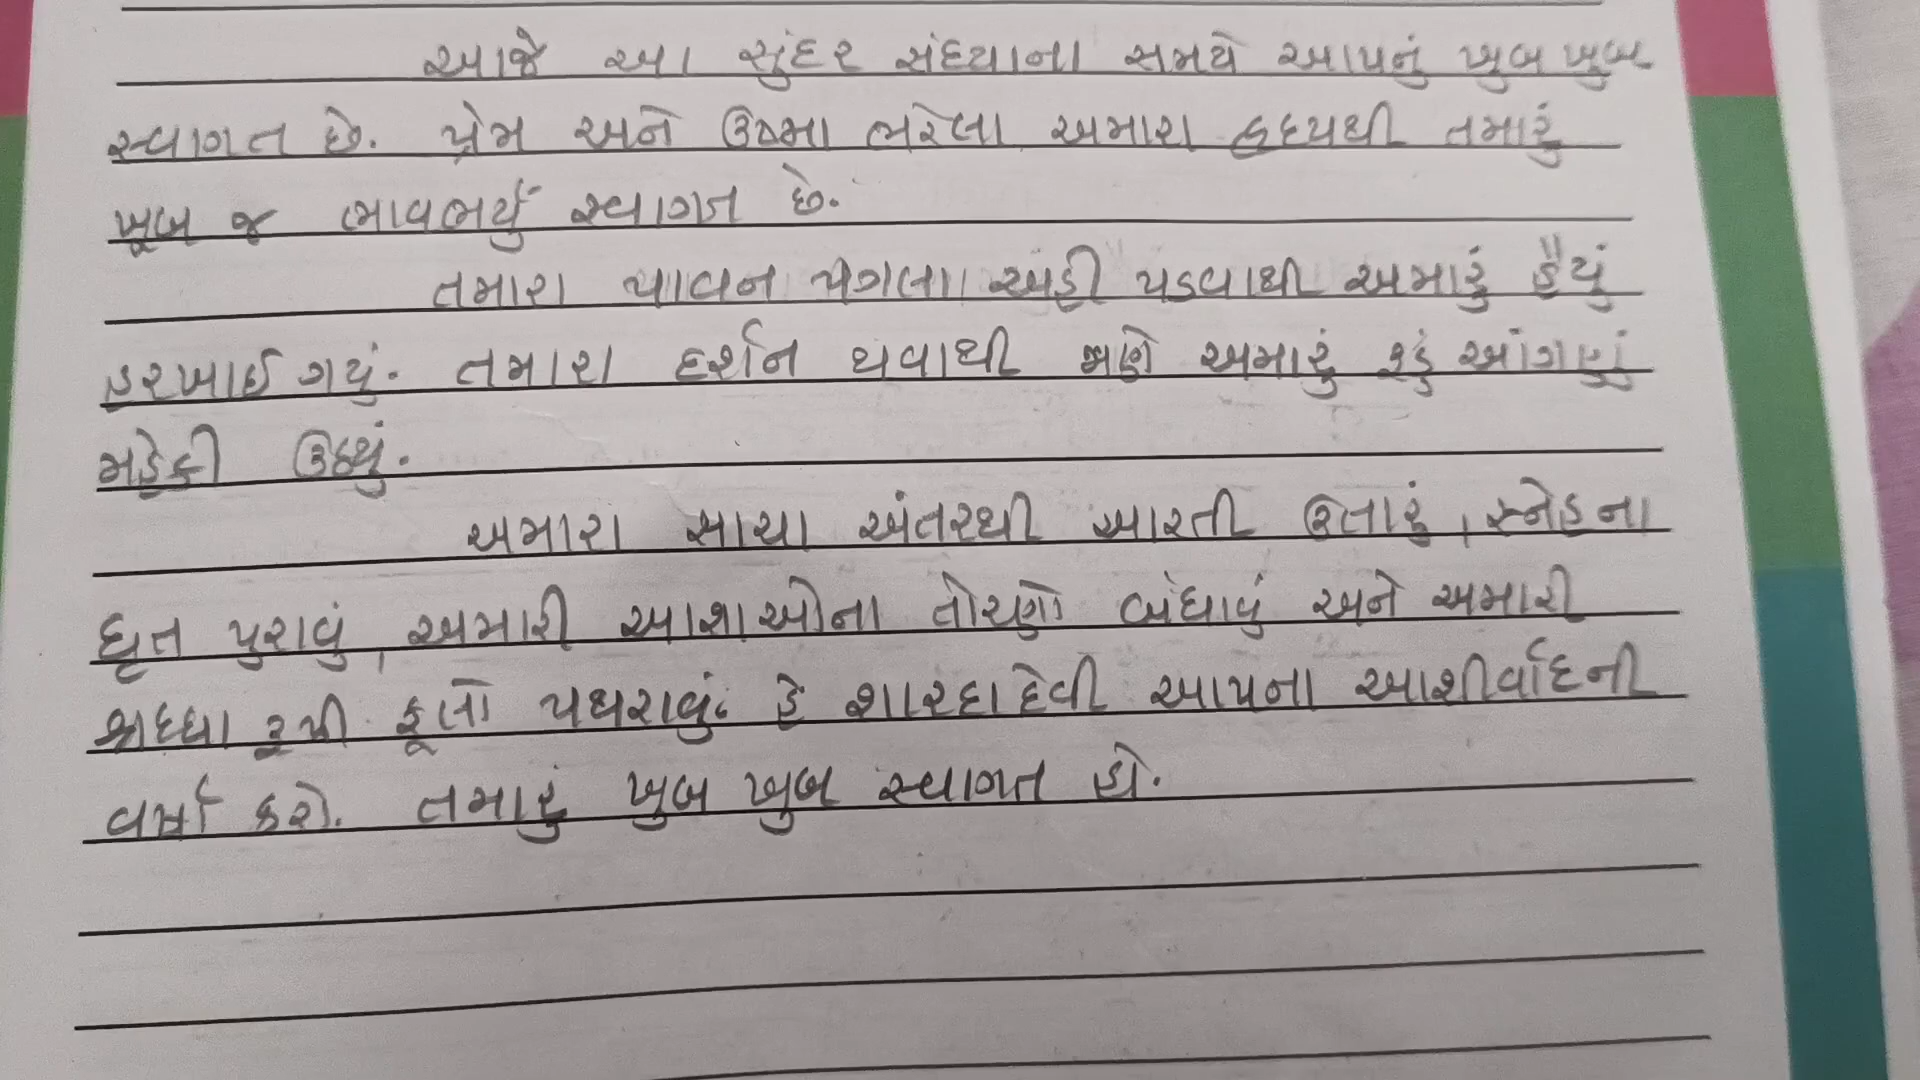 આજે આ સુંદર સંધ્યાના સમયે આપનું ખુબ ખુબ
સ્વાગત છે. પ્રેમ અને ઉષ્મા ભરેલા અમારા હૃદયથી તમારું
ખૂબ જ ભાવભર્યું સ્વાગત છે.
તમારા પાવન પગલા અહી પડવાથી અમારું હૈયું
હરખાઈ ગયું. તમારા દર્શન થવાથી જાણે અમારું રૂડું આંગણું
મહેકી ઉઠ્યું.
અમારા સાચા અંતરથી આરતી ઉતારું, સ્નેહના
ઘૃત પુરાવું, અમારી આશાઓના તોરણો બંધાવું અને અમારી
શ્રધ્ધા રૂપી ફૂલો પધરાવું. હે શારદાદેવી આપના આશીર્વાદની
વર્ષા કરો. તમારું ખુબ ખુબ સ્વાગત હો.